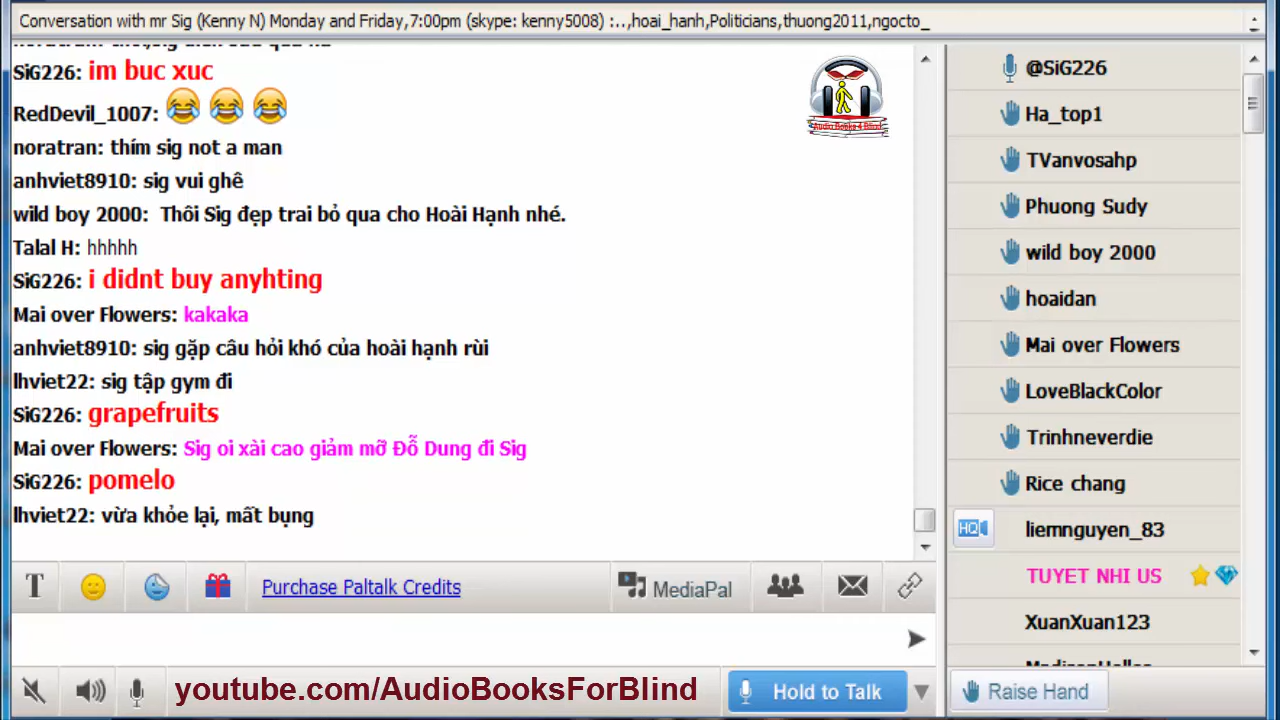 Conversation with mr Sig (Kenny N) Monday and Friday,7:00pm (skype: kenny5008) :..,hoai_hanh,Politicians,thuong2011,ngocto_
SiG226: im buc xuc
RedDevil_1007: 😂 😂 😂
noratran: thím sig not a man
anhviet8910: sig vui ghê
wild boy 2000: Thôi Sig đẹp trai bỏ qua cho Hoài Hạnh nhé.
Talal H: hhhhh
SiG226: i didnt buy anyhting
Mai over Flowers: kakaka
anhviet8910: sig gặp câu hỏi khó của hoài hạnh rùi
lhviet22: sig tập gym đi
SiG226: grapefruits
Mai over Flowers: Sig oi xài cao giảm mỡ Đỗ Dung đi Sig
SiG226: pomelo
lhviet22: vừa khỏe lại, mất bụng
Audio Books 4 Blind
T
Purchase Paltalk Credits
MediaPal
youtube.com/AudioBooksForBlind
Hold to Talk
@SiG226
Ha_top1
TVanvosahp
Phuong Sudy
wild boy 2000
hoaidan
Mai over Flowers
LoveBlackColor
Trinhneverdie
Rice chang
HQ
liemnguyen_83
TUYET NHI US
XuanXuan123
Raise Hand